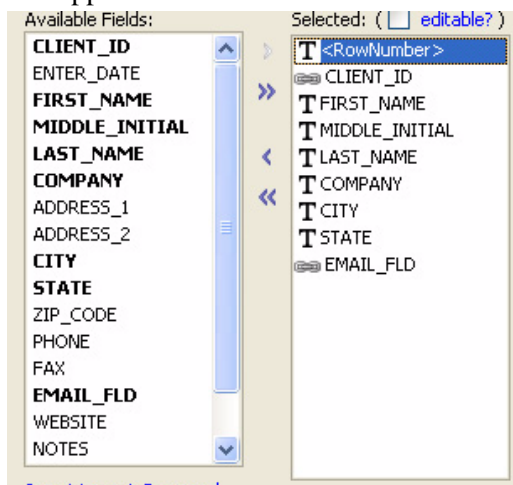 Available Fields:
CLIENT_ID
ENTER_DATE
FIRST_NAME
MIDDLE_INITIAL
LAST_NAME
COMPANY
ADDRESS_1
ADDRESS_2
CITY
STATE
ZIP_CODE
PHONE
FAX
EMAIL_FLD
WEBSITE
NOTES
Selected: ( editable? )
T <RowNumber>
CLIENT_ID
T FIRST_NAME
T MIDDLE_INITIAL
T LAST_NAME
T COMPANY
T CITY
T STATE
EMAIL_FLD